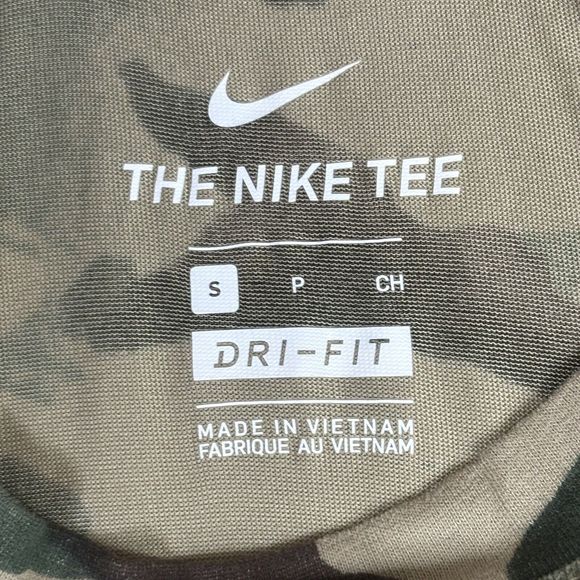 THE NIKE TEE
S P CH
DRI-FIT
MADE IN VIETNAM
FABRIQUE AU VIETNAM